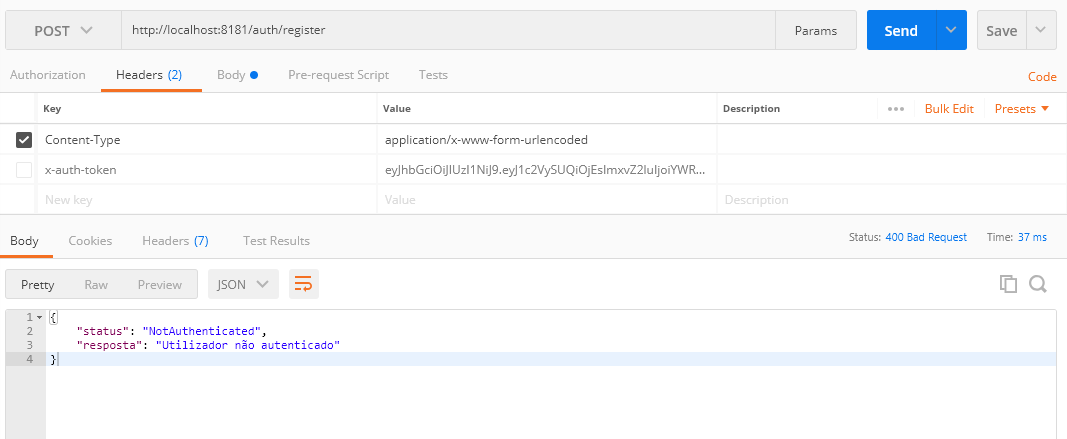 POST http://localhost:8181/auth/register Params Send Save
Authorization Headers (2) Body Pre-request Script Tests Code
Key Value Description Bulk Edit Presets
Content-Type application/x-www-form-urlencoded
x-auth-token eyJhbGciOiJIUzI1NiJ9.eyJ1c2VySUQiOjEsImxvZ2luIjoiYWR...
New key Value Description
Body Cookies Headers (7) Test Results Status: 400 Bad Request Time: 37 ms
Pretty Raw Preview JSON
1 {
2 "status": "NotAuthenticated",
3 "resposta": "Utilizador não autenticado"
4 }